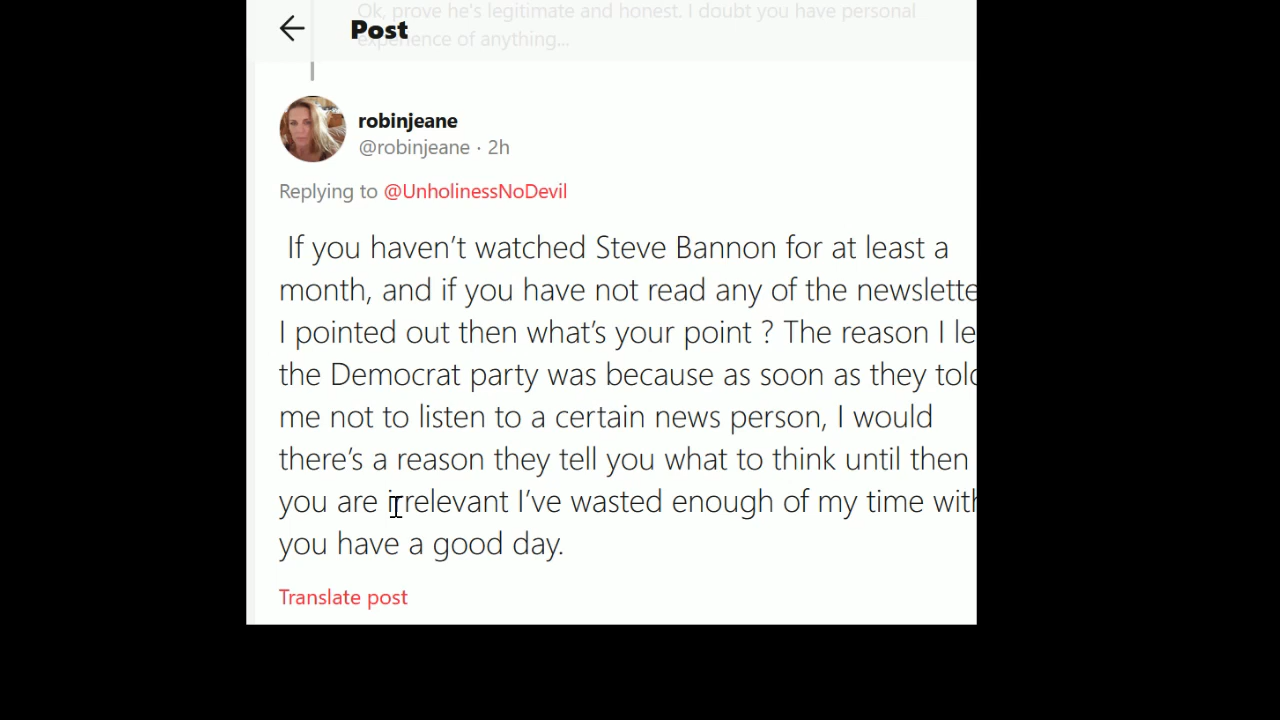 Ok, prove he's legitimate and honest. I doubt you have personal
Post
experience of anything...
robinjeane
@robinjeane · 2h
Replying to @UnholinessNoDevil
If you haven't watched Steve Bannon for at least a
month, and if you have not read any of the newslette
I pointed out then what's your point ? The reason I le
the Democrat party was because as soon as they told
me not to listen to a certain news person, I would
there's a reason they tell you what to think until then
you are irrelevant I've wasted enough of my time with
you have a good day.
Translate post